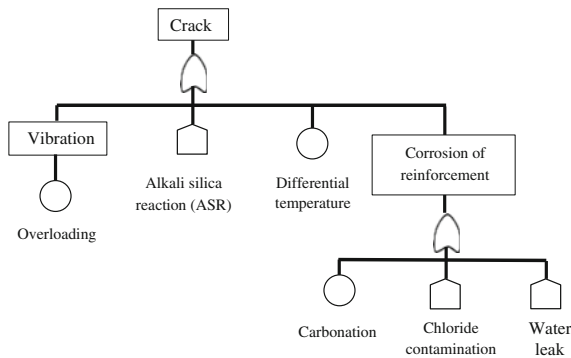 Crack
Vibration
Alkali silica
reaction (ASR)
Differential
temperature
Corrosion of
reinforcement
Overloading
Carbonation
Chloride
contamination
Water
leak